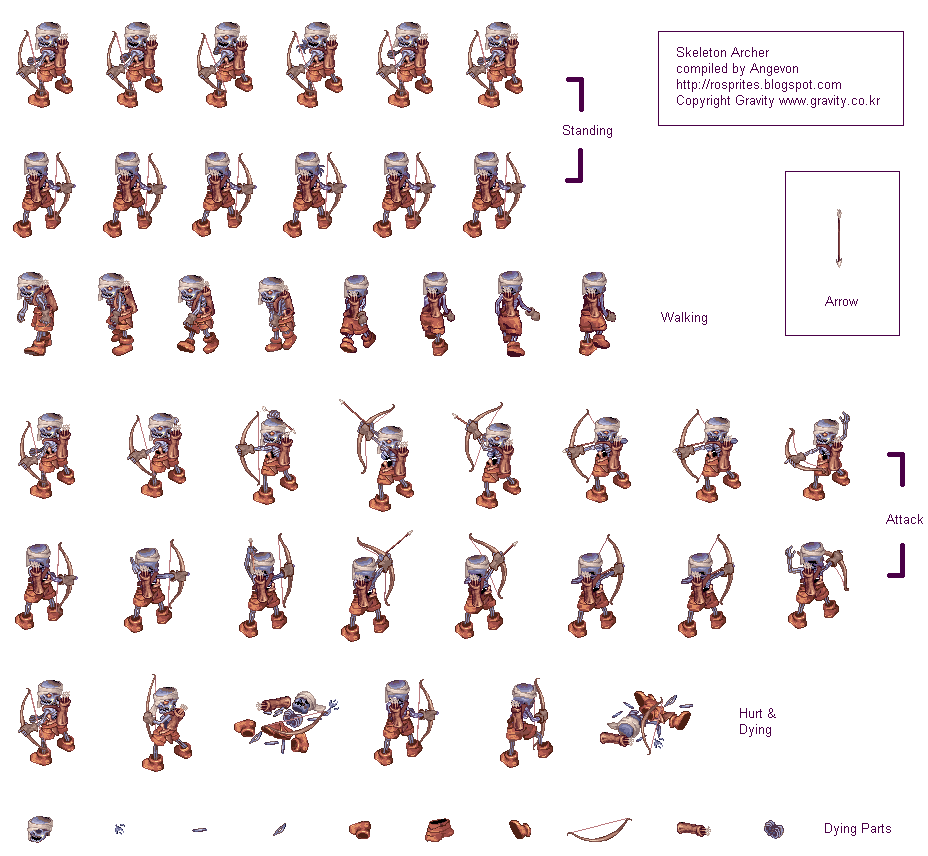 Skeleton Archer
compiled by Angevon
http://rosprites.blogspot.com
Copyright Gravity www.gravity.co.kr
Standing
Arrow
Walking
Attack
Hurt &
Dying
Dying Parts